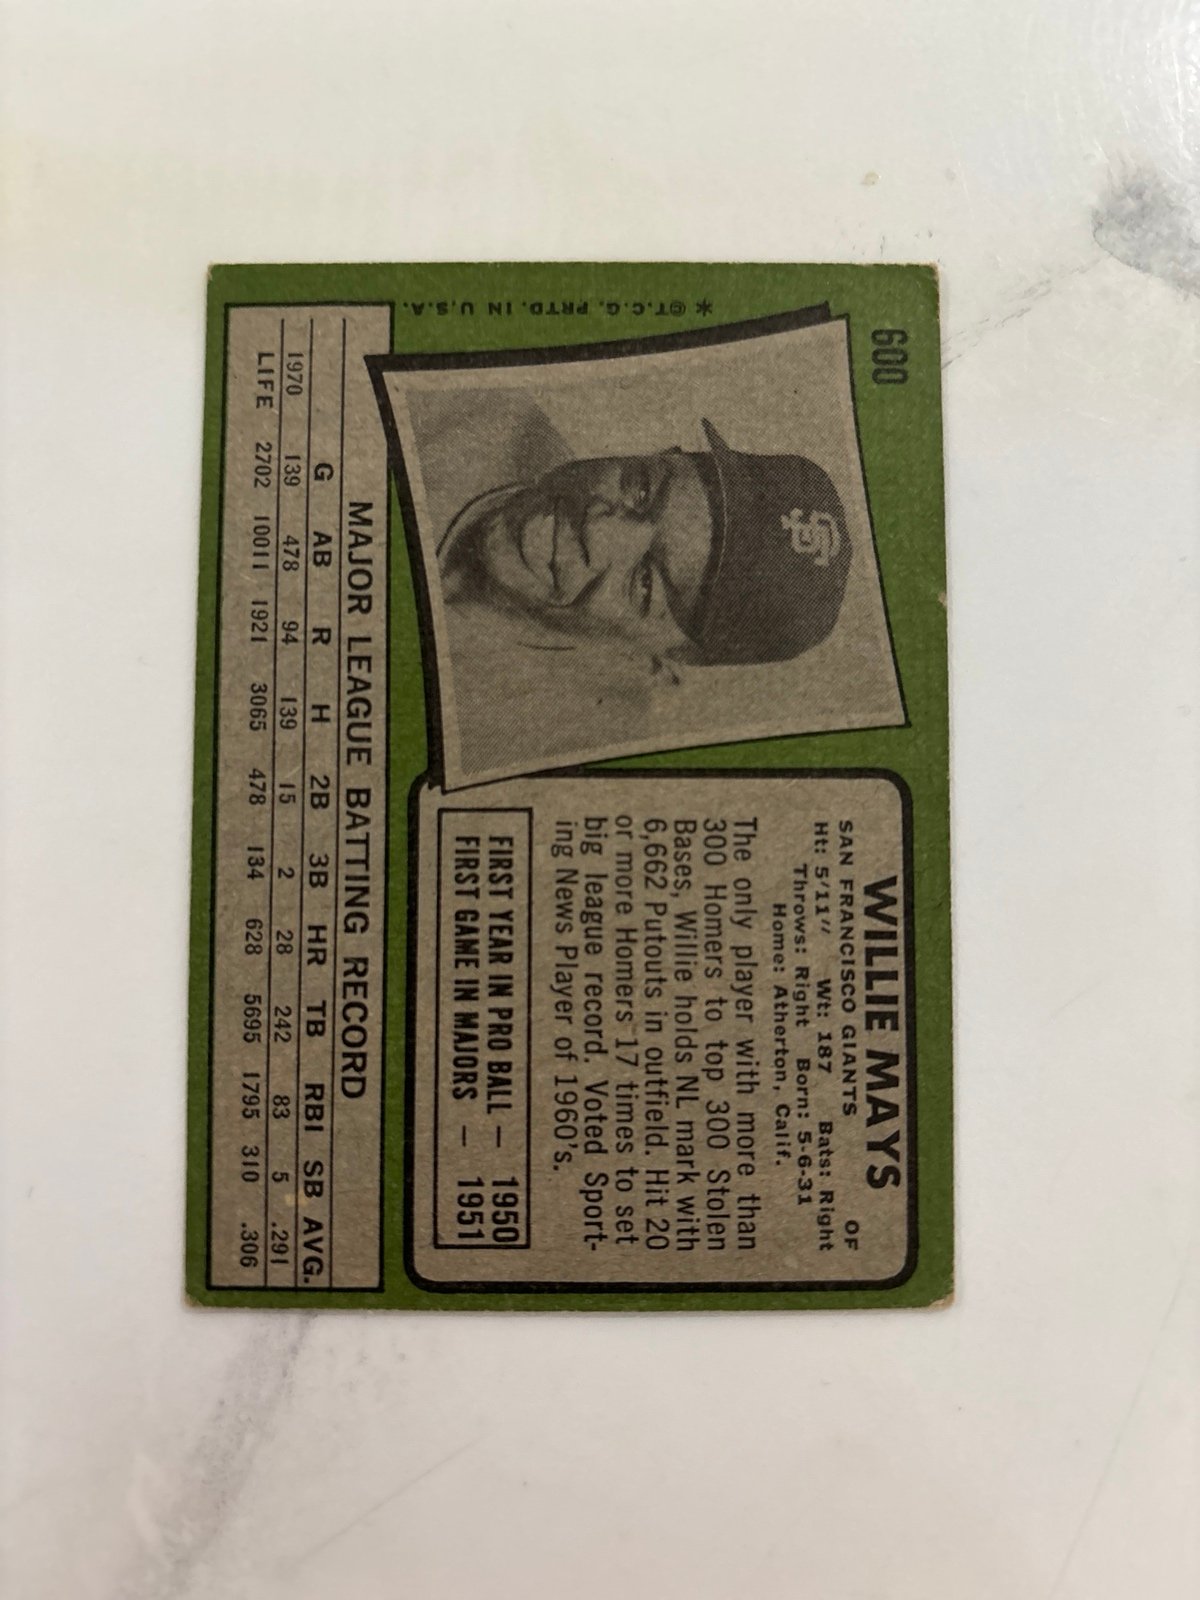 600
WILLIE MAYS
OF
SAN FRANCISCO GIANTS
Ht: 5'11" Wt: 187 Bats: Right
Throws: Right Born: 5-6-31
Home: Atherton, Calif.
The only player with more than
300 Homers to top 300 Stolen
Bases, Willie holds NL mark with
6,662 Putouts in outfield. Hit 20
or more Homers 17 times to set
big league record. Voted Sport-
ing News Player of 1960's.
FIRST YEAR IN PRO BALL — 1950
FIRST GAME IN MAJORS — 1951
*©T.C.G. PRTD. IN U.S.A.
MAJOR LEAGUE BATTING RECORD
G AB R H 2B 3B HR TB RBI SB AVG.
1970 139 478 94 139 15 2 28 242 83 5 .291
LIFE 2702 10011 1921 3065 478 134 628 5695 1795 310 .306
SF